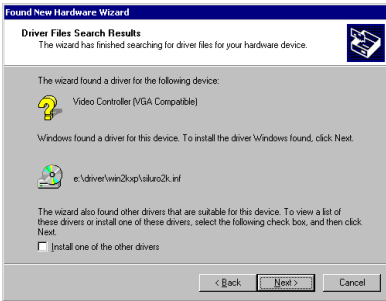 Found New Hardware Wizard
Driver Files Search Results
The wizard has finished searching for driver files for your hardware device.
The wizard found a driver for the following device:
Video Controller (VGA Compatible)
Windows found a driver for this device. To install the driver Windows found, click Next.
e:\driver\win2kxp\siluro2k.inf
The wizard also found other drivers that are suitable for this device. To view a list of
these drivers or install one of these drivers, select the following check box, and then click
Next.
Install one of the other drivers
< Back Next > Cancel